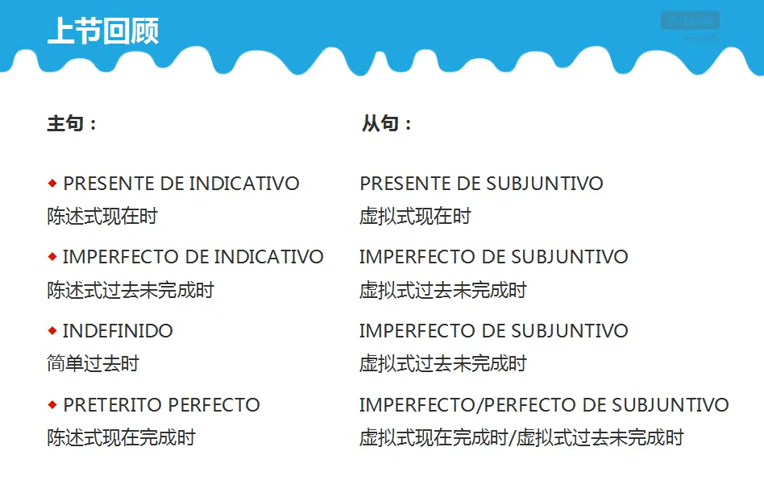 上节回顾
主句： 从句：
PRESENTE DE INDICATIVO PRESENTE DE SUBJUNTIVO
陈述式现在时 虚拟式现在时
IMPERFECTO DE INDICATIVO IMPERFECTO DE SUBJUNTIVO
陈述式过去未完成时 虚拟式过去未完成时
INDEFINIDO IMPERFECTO DE SUBJUNTIVO
简单过去时 虚拟式过去未完成时
PRETERITO PERFECTO IMPERFECTO/PERFECTO DE SUBJUNTIVO
陈述式现在完成时 虚拟式现在完成时/虚拟式过去未完成时